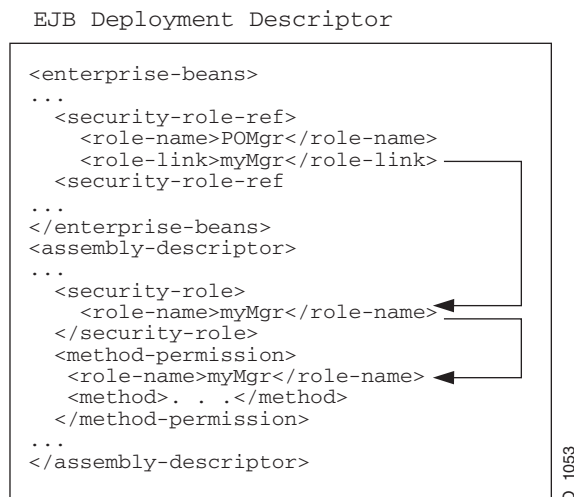 EJB Deployment Descriptor
<enterprise-beans>
...
<security-role-ref>
<role-name>POMgr</role-name>
<role-link>myMgr</role-link>
<security-role-ref
...
</enterprise-beans>
<assembly-descriptor>
...
<security-role>
<role-name>myMgr</role-name>
</security-role>
<method-permission>
<role-name>myMgr</role-name>
<method>. . .</method>
</method-permission>
...
</assembly-descriptor>
1053